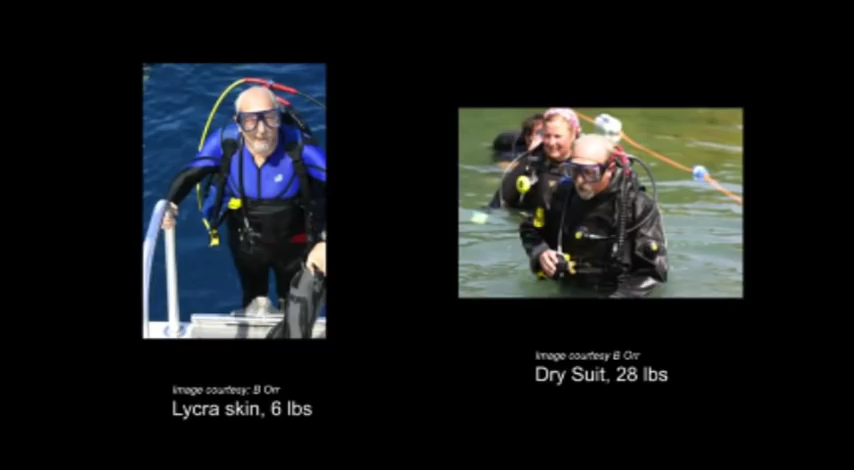 Image courtesy; B Orr
Lycra skin, 6 lbs
Image courtesy B Orr
Dry Suit, 28 lbs